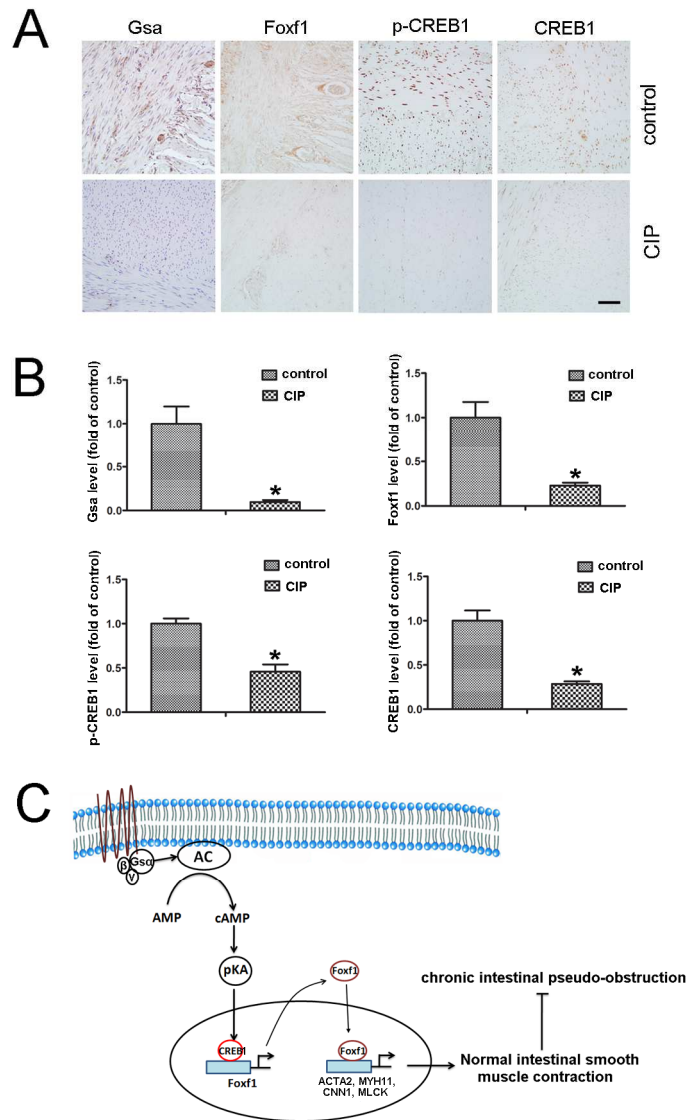 A
Gsa Foxf1 p-CREB1 CREB1
control
CIP
B
Gsa level (fold of control)
1.5
1.0
0.5
0.0
control
CIP
*
Foxf1 level (fold of control)
1.5
1.0
0.5
0.0
control
CIP
*
p-CREB1 level (fold of control)
1.5
1.0
0.5
0.0
control
CIP
*
CREB1 level (fold of control)
1.5
1.0
0.5
0.0
control
CIP
*
C
β Gsα AC
γ
AMP cAMP
pKA
Foxf1
chronic intestinal pseudo-obstruction
CREB1
Foxf1
Foxf1
ACTA2, MYH11,
CNN1, MLCK
Normal intestinal smooth
muscle contraction